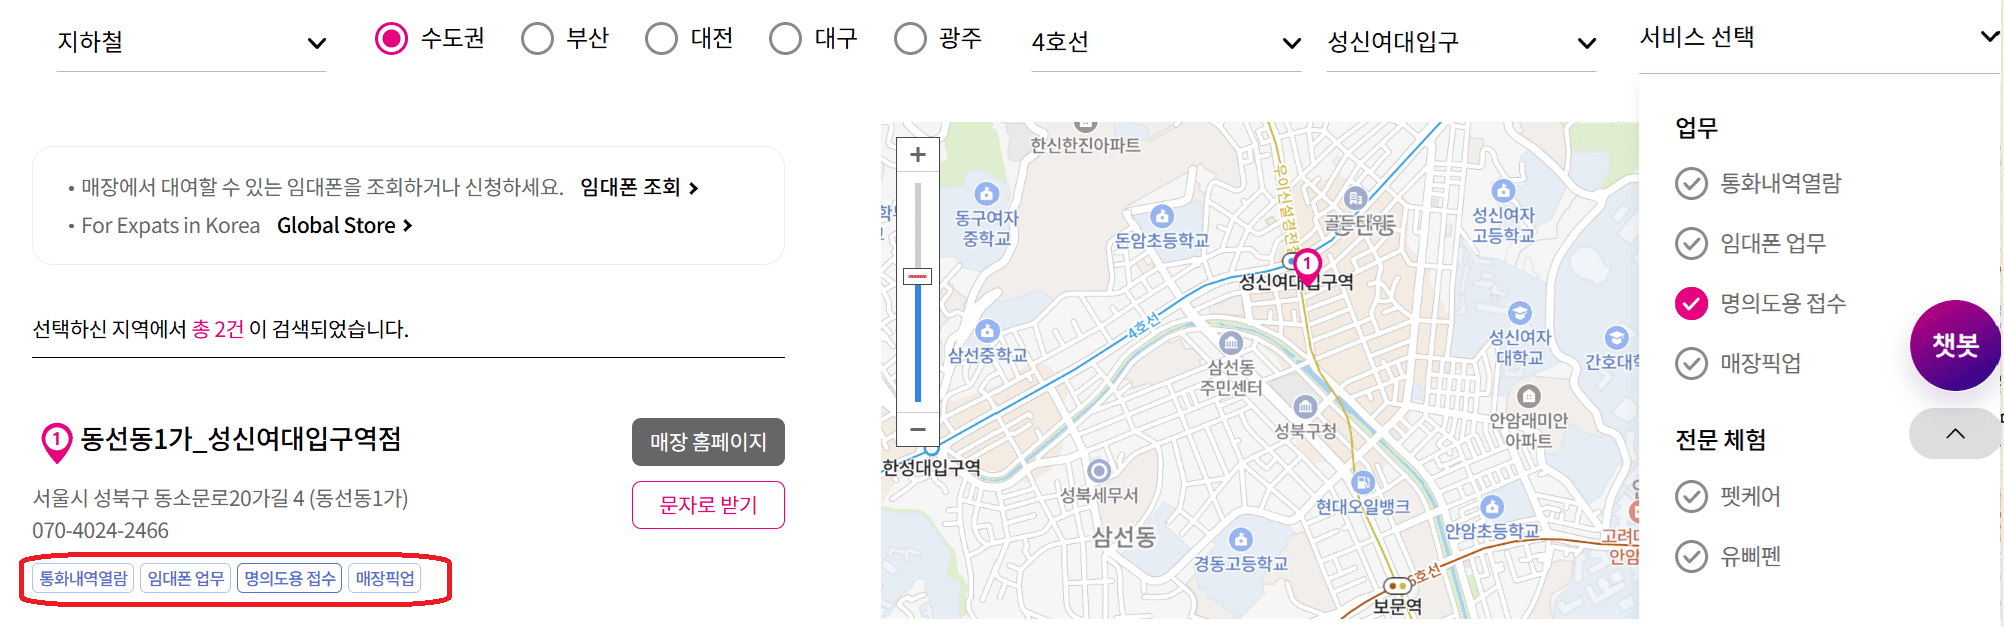 지하철
수도권
부산
대전
대구
광주
4호선
성신여대입구
서비스 선택
• 매장에서 대여할 수 있는 임대폰을 조회하거나 신청하세요. 임대폰 조회
• For Expats in Korea Global Store
선택하신 지역에서 총 2건 이 검색되었습니다.
1 동선동1가_성신여대입구역점
매장 홈페이지
서울시 성북구 동소문로20가길 4 (동선동1가)
문자로 받기
070-4024-2466
통화내역열람 임대폰 업무 명의도용 접수 매장픽업
+
−
한신한진아파트
동구여자
중학교
돈암초등학교
골든타워
성신여자
고등학교
1
성신여대입구역
4호선
삼선중학교
삼선동
주민센터
성신여자
대학교
성북구청
안암래미안
아파트
한성대입구역
성북세무서
현대오일뱅크
안암초등학교
삼선동
경동고등학교
6호선
보문역
업무
통화내역열람
임대폰 업무
명의도용 접수
매장픽업
전문 체험
펫케어
유삐펜
챗봇